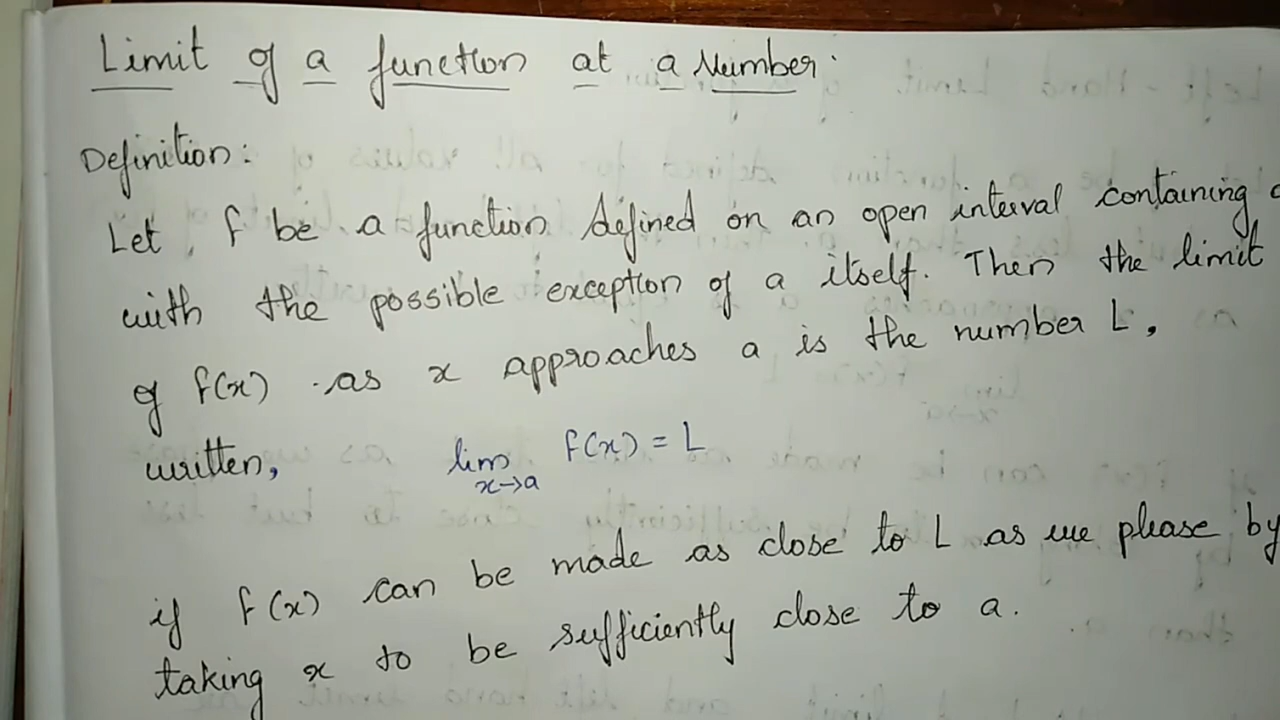 Limit of a function at a Number:
Definition:
Let f be a function defined on an open interval containing a
with the possible exception of a itself. Then the limit
of f(x) as x approaches a is the number L,
written, lim x→a f(x) = L
if f(x) can be made as close to L as we please by
taking x to be sufficiently close to a.